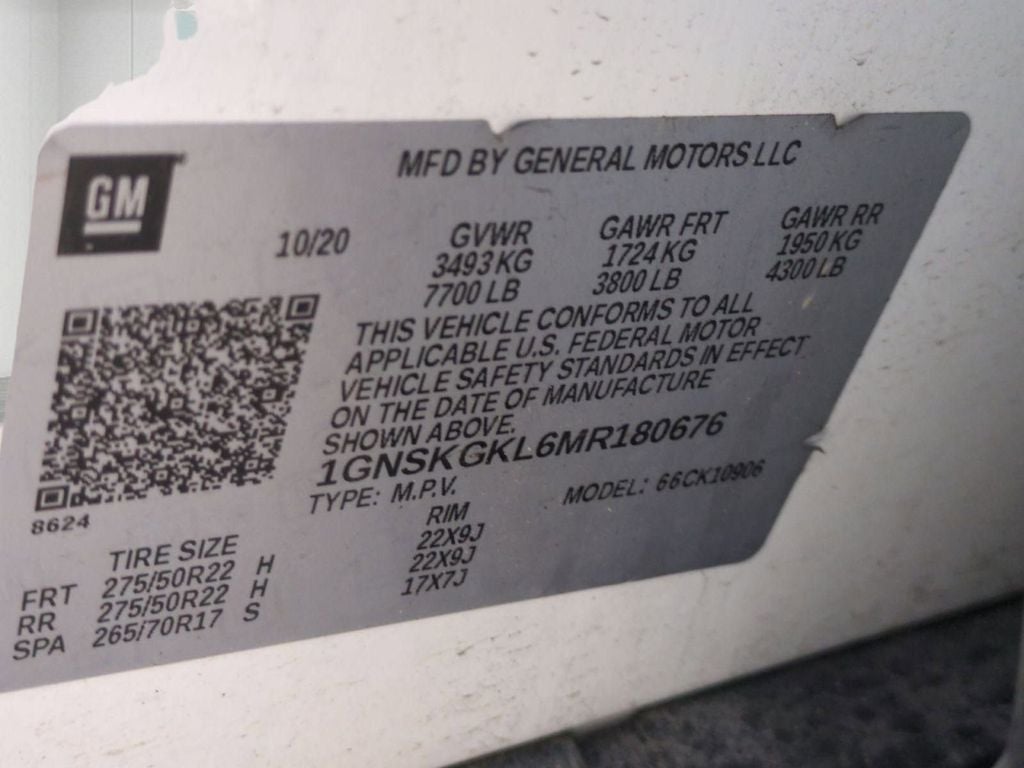 GM
MFD BY GENERAL MOTORS LLC
10/20 GVWR GAWR FRT GAWR RR
3493 KG 1724 KG 1950 KG
7700 LB 3800 LB 4300 LB
THIS VEHICLE CONFORMS TO ALL
APPLICABLE U.S. FEDERAL MOTOR
VEHICLE SAFETY STANDARDS IN EFFECT
ON THE DATE OF MANUFACTURE
SHOWN ABOVE.
1GNSKGKL6MR180676
TYPE: M.P.V. MODEL: 66CK10906
8624
TIRE SIZE RIM
FRT 275/50R22 H 22X9J
RR 275/50R22 H 22X9J
SPA 265/70R17 S 17X7J